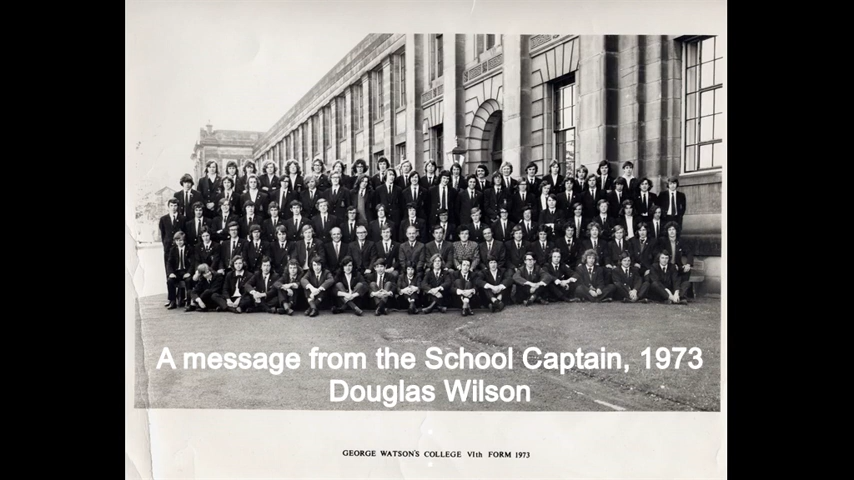 A message from the School Captain, 1973
Douglas Wilson
GEORGE WATSON'S COLLEGE VIth FORM 1973